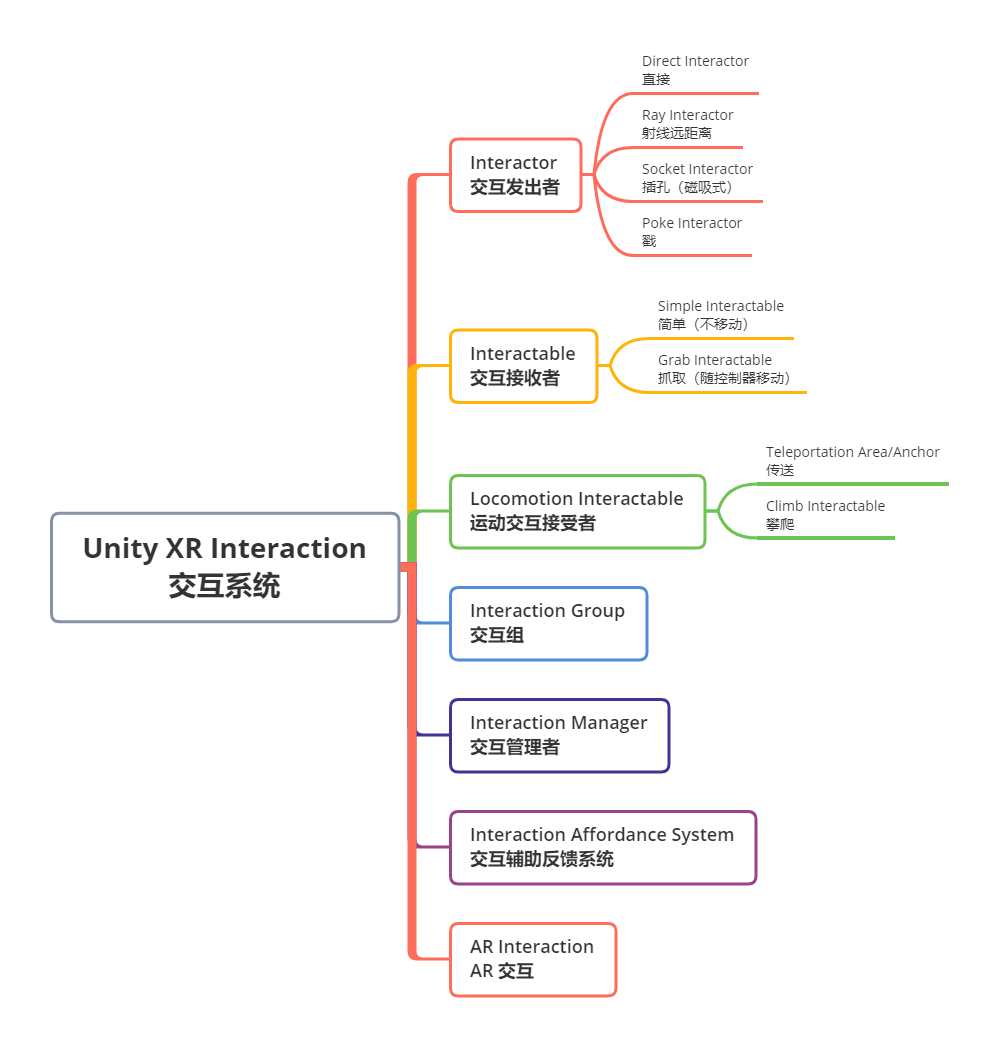 Unity XR Interaction
交互系统
Interactor
交互发出者
Direct Interactor
直接
Ray Interactor
射线远距离
Socket Interactor
插孔（磁吸式）
Poke Interactor
戳
Interactable
交互接收者
Simple Interactable
简单（不移动）
Grab Interactable
抓取（随控制器移动）
Locomotion Interactable
运动交互接受者
Teleportation Area/Anchor
传送
Climb Interactable
攀爬
Interaction Group
交互组
Interaction Manager
交互管理者
Interaction Affordance System
交互辅助反馈系统
AR Interaction
AR 交互